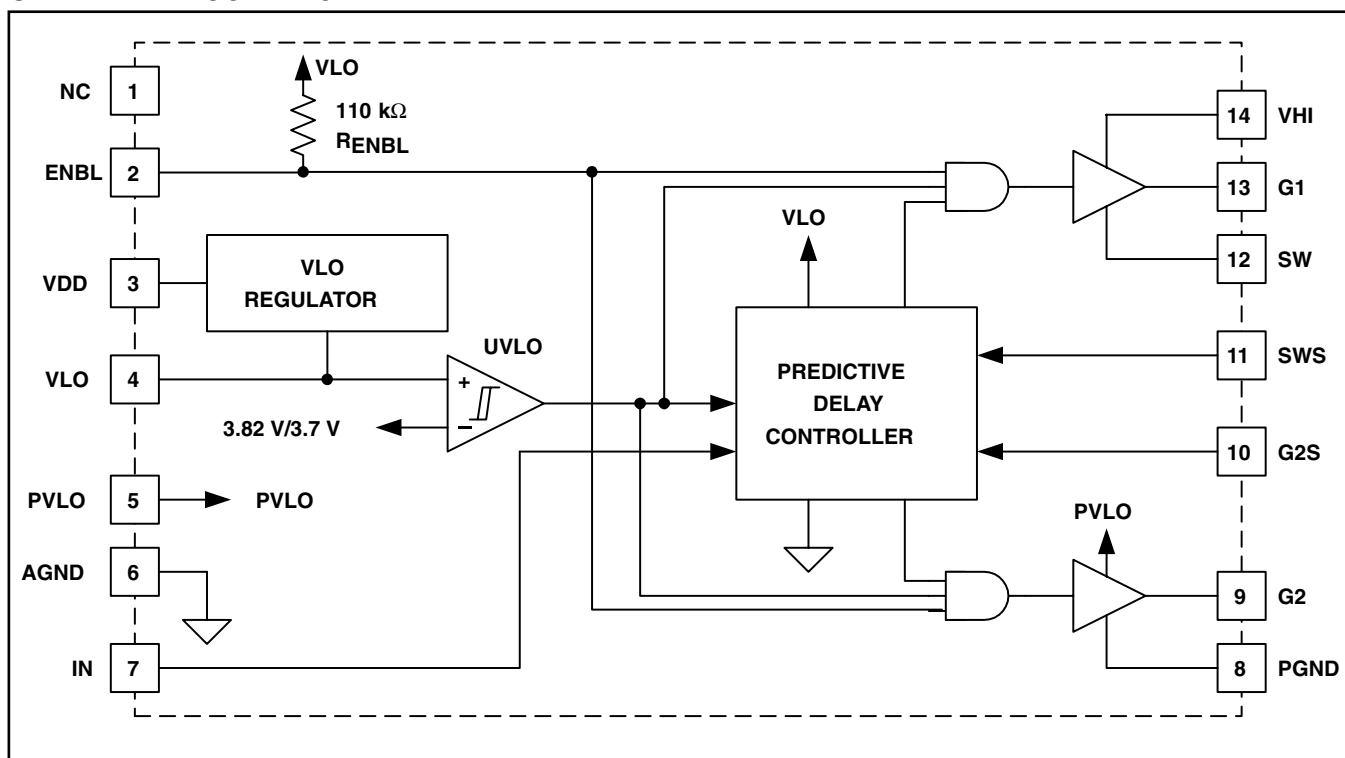 NC
1
VLO
110 kΩ
RENBL
ENBL
2
VDD
3
VLO
REGULATOR
VLO
4
UVLO
+
–
3.82 V/3.7 V
PVLO
5
PVLO
AGND
6
IN
7
VLO
PREDICTIVE
DELAY
CONTROLLER
PVLO
14
VHI
13
G1
12
SW
11
SWS
10
G2S
9
G2
8
PGND